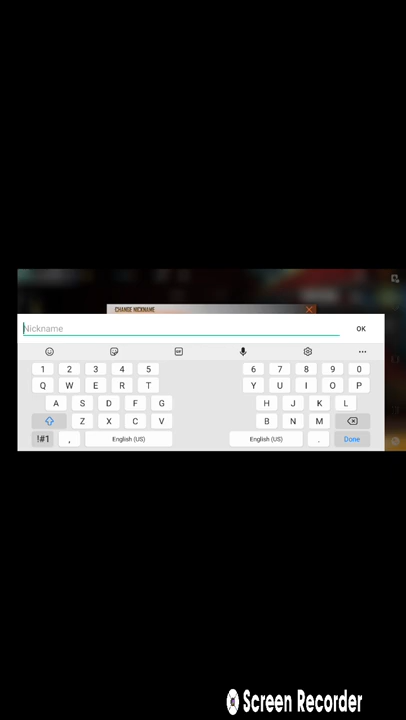 CHANGE NICKNAME
Nickname
OK
GIF
1 2 3 4 5 6 7 8 9 0
Q W E R T Y U I O P
A S D F G H J K L
Z X C V B N M
!#1 , English (US) English (US) . Done
Screen Recorder